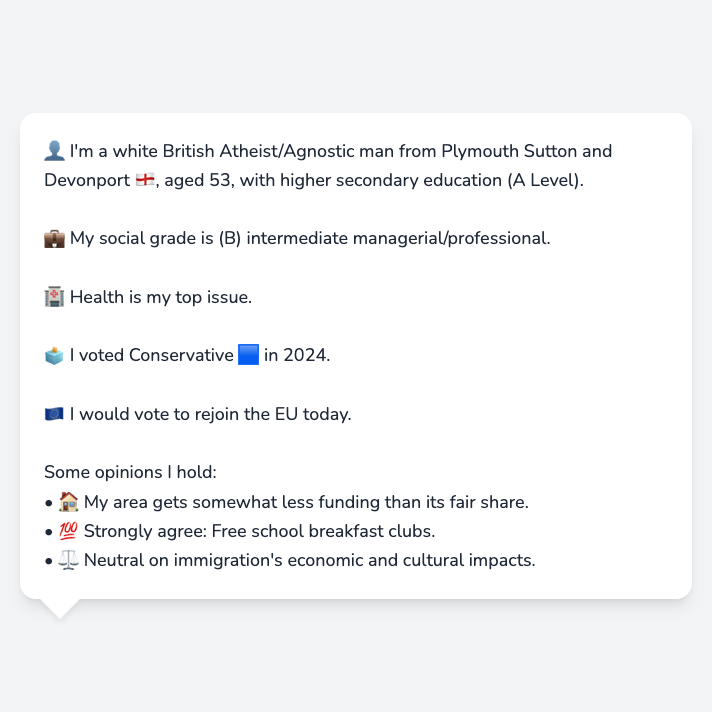 👤 I'm a white British Atheist/Agnostic man from Plymouth Sutton and
Devonport 🏴󠁧󠁢󠁥󠁮󠁧󠁿, aged 53, with higher secondary education (A Level).
💼 My social grade is (B) intermediate managerial/professional.
🏥 Health is my top issue.
🗳️ I voted Conservative 🟦 in 2024.
🇪🇺 I would vote to rejoin the EU today.
Some opinions I hold:
• 🏠 My area gets somewhat less funding than its fair share.
• 💯 Strongly agree: Free school breakfast clubs.
• ⚖️ Neutral on immigration's economic and cultural impacts.